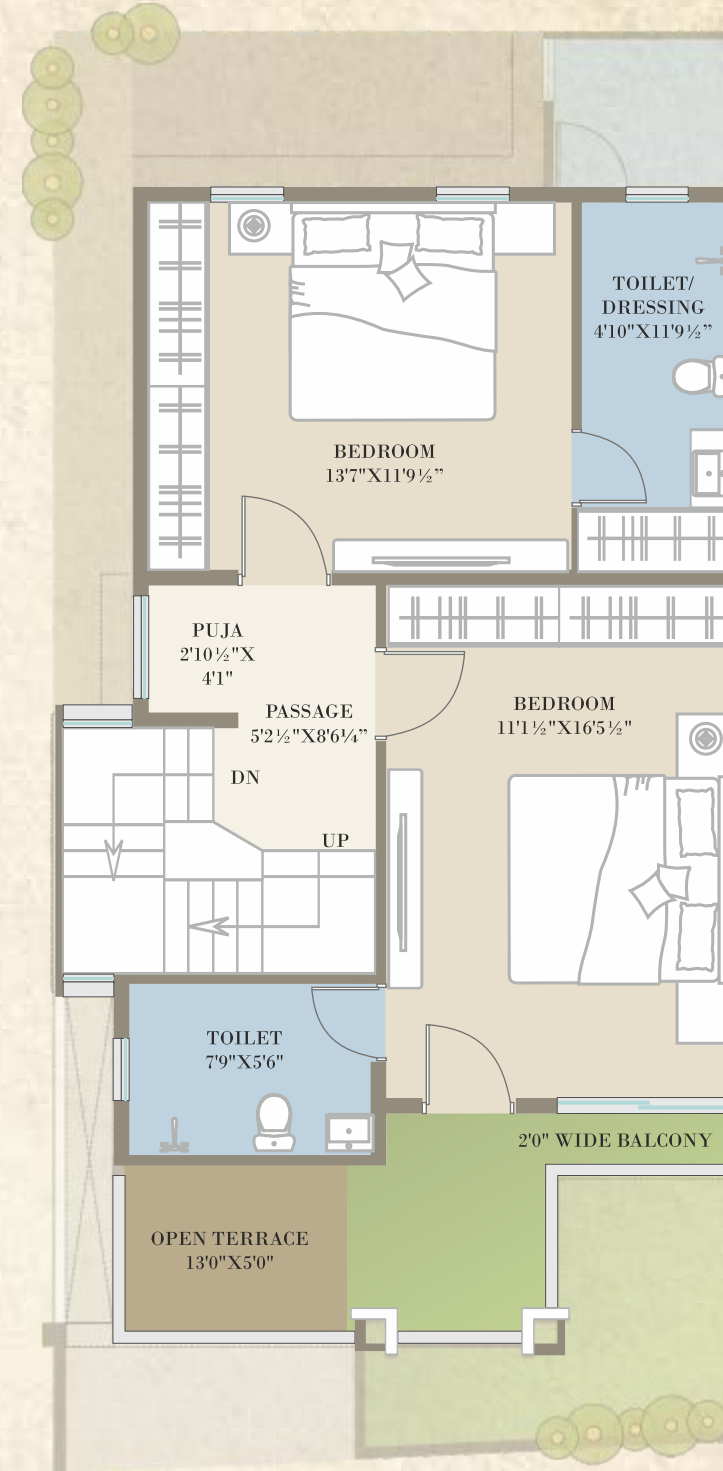 TOILET/
DRESSING
4'10"X11'9½”
BEDROOM
13'7"X11'9½”
PUJA
2'10½"X
4'1"
PASSAGE
5'2½"X8'6¼”
BEDROOM
11'1½"X16'5½"
DN
UP
TOILET
7'9"X5'6"
2'0" WIDE BALCONY
OPEN TERRACE
13'0"X5'0"